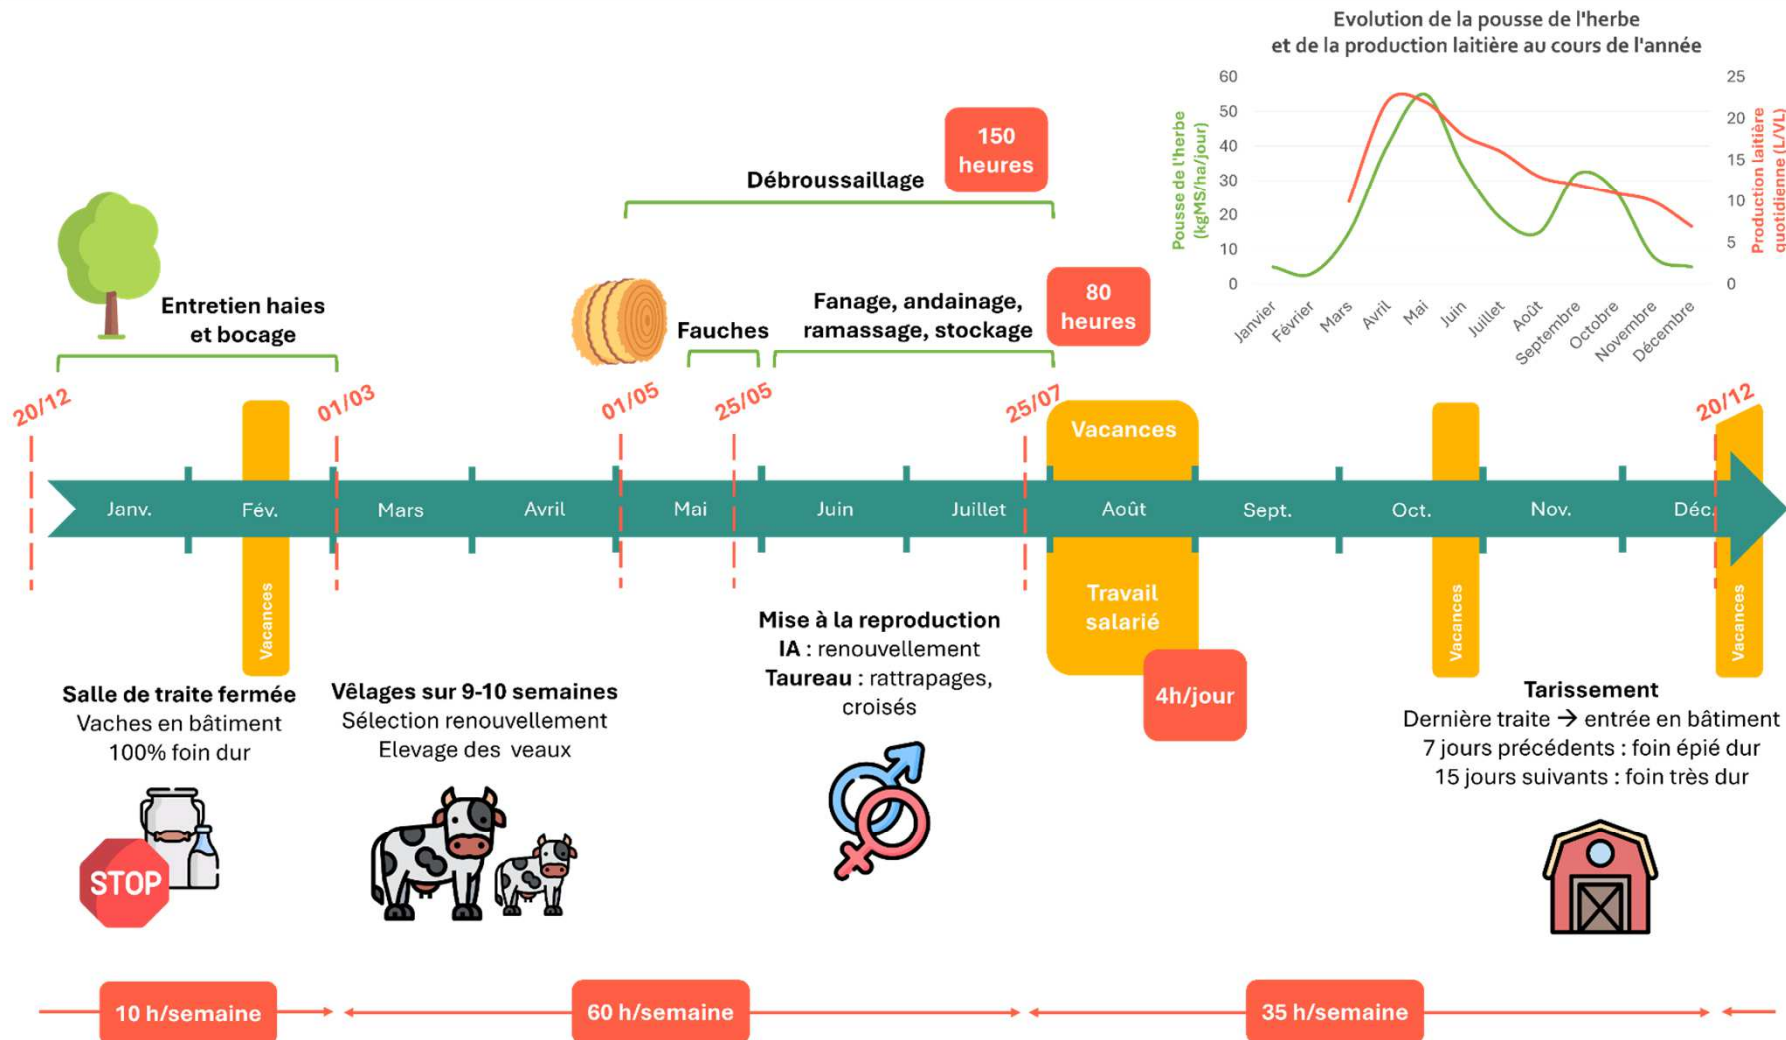 Evolution de la pousse de l'herbe
et de la production laitière au cours de l'année
Pousse de l'herbe
(kgMS/ha/jour)
60
50
40
30
20
10
0
25
20
15
10
5
0
Production laitière
quotidienne (L/VL)
Janvier
Février
Mars
Avril
Mai
Juin
Juillet
Août
Septembre
Octobre
Novembre
Décembre
150
heures
Débroussaillage
Entretien haies
et bocage
Fauches
Fanage, andainage,
ramassage, stockage
80
heures
20/12
01/03
01/05
25/05
25/07
20/12
Vacances
Janv.
Fév.
Mars
Avril
Mai
Juin
Juillet
Août
Sept.
Oct.
Nov.
Déc.
Vacances
Travail
salarié
4h/jour
Vacances
Vacances
Salle de traite fermée
Vaches en bâtiment
100% foin dur
STOP
Vêlages sur 9-10 semaines
Sélection renouvellement
Elevage des veaux
Mise à la reproduction
IA : renouvellement
Taureau : rattrapages,
croisés
Tarissement
Dernière traite → entrée en bâtiment
7 jours précédents : foin épié dur
15 jours suivants : foin très dur
10 h/semaine
60 h/semaine
35 h/semaine